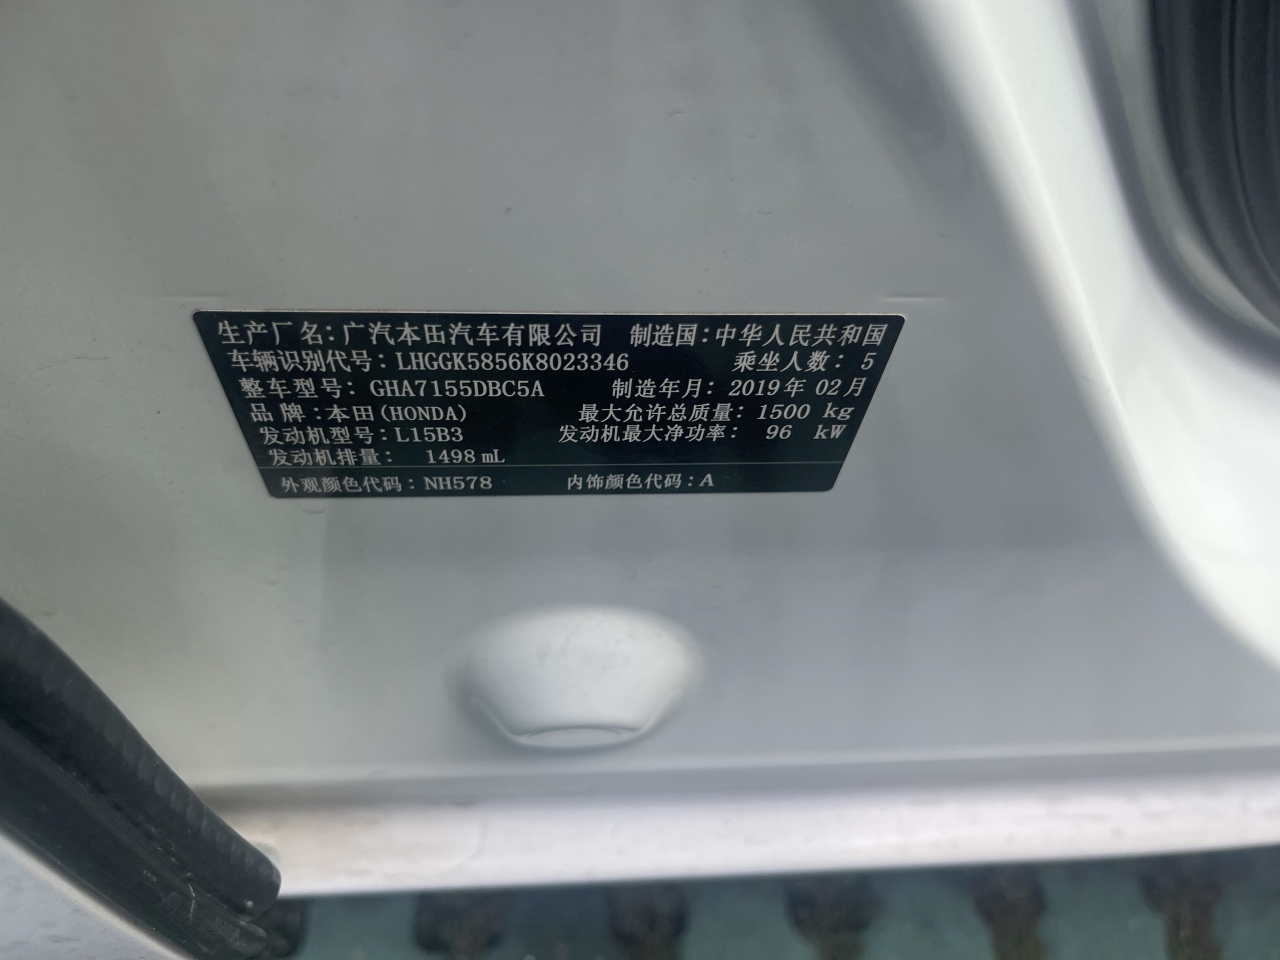 生产厂名：广汽本田汽车有限公司 制造国：中华人民共和国
车辆识别代号：LHGGK5856K8023346 乘坐人数：5
整车型号：GHA7155DBC5A 制造年月：2019年02月
品牌：本田(HONDA) 最大允许总质量：1500 kg
发动机型号：L15B3 发动机最大净功率：96 kW
发动机排量：1498 mL
外观颜色代码：NH578 内饰颜色代码：A